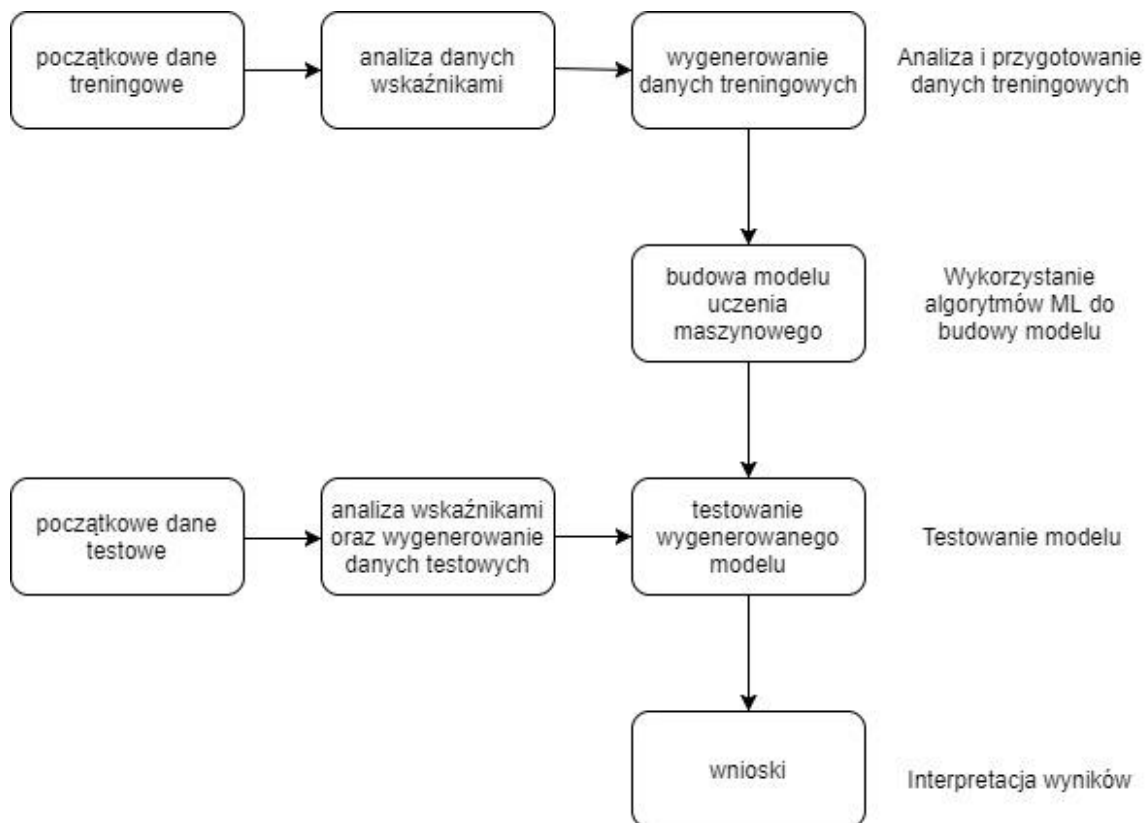 początkowe dane
treningowe
analiza danych
wskaźnikami
wygenerowanie
danych treningowych
Analiza i przygotowanie
danych treningowych
budowa modelu
uczenia
maszynowego
Wykorzystanie
algorytmów ML do
budowy modelu
początkowe dane
testowe
analiza wskaźnikami
oraz wygenerowanie
danych testowych
testowanie
wygenerowanego
modelu
Testowanie modelu
wnioski
Interpretacja wyników